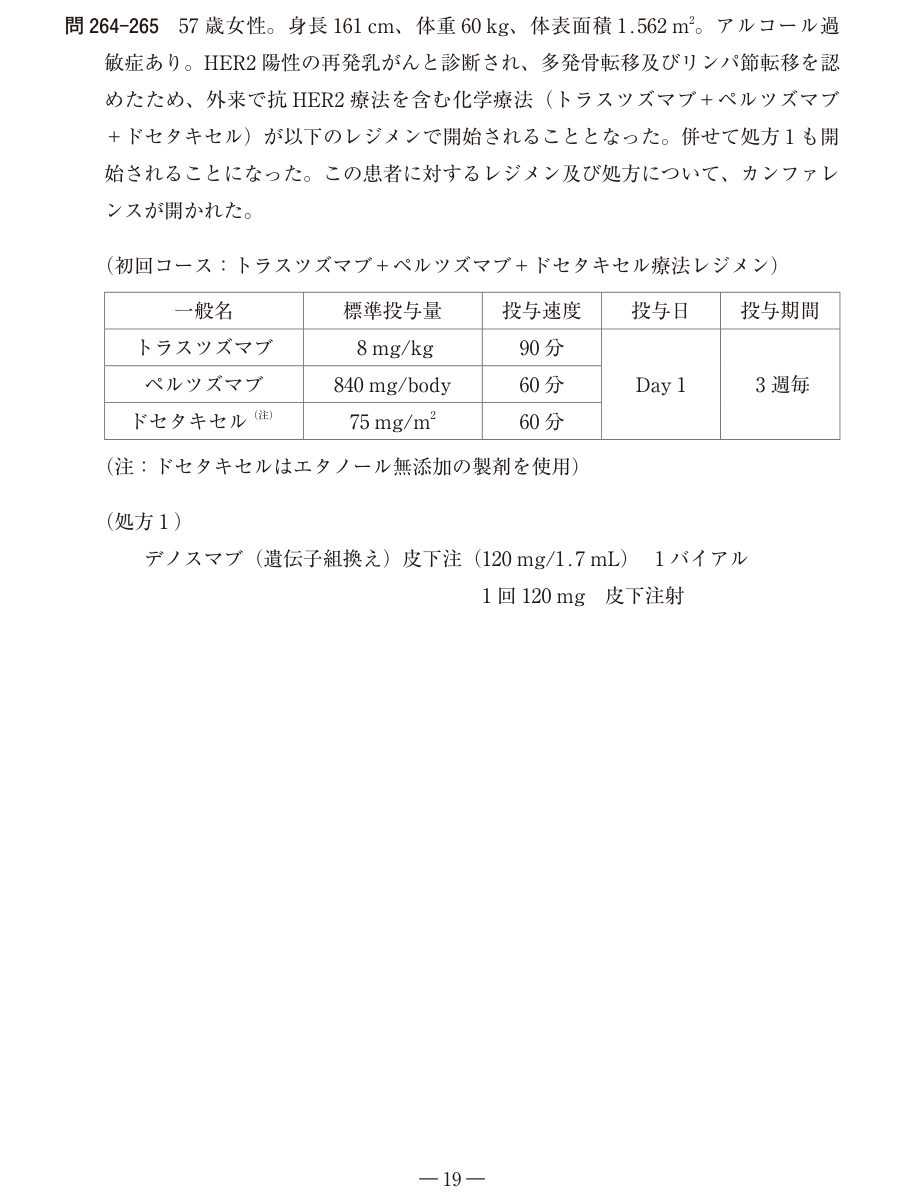 問 264-265 57 歳女性。身長 161 cm、体重 60 kg、体表面積 1.562 m²。アルコール過
敏症あり。HER2 陽性の再発乳がんと診断され、多発骨転移及びリンパ節転移を認
めたため、外来で抗 HER2 療法を含む化学療法（トラスツズマブ＋ペルツズマブ
＋ドセタキセル）が以下のレジメンで開始されることとなった。併せて処方 1 も開
始されることになった。この患者に対するレジメン及び処方について、カンファレ
ンスが開かれた。
（初回コース：トラスツズマブ＋ペルツズマブ＋ドセタキセル療法レジメン）
一般名 標準投与量 投与速度 投与日 投与期間
トラスツズマブ 8 mg/kg 90 分
ペルツズマブ 840 mg/body 60 分 Day 1 3 週毎
ドセタキセル（注） 75 mg/m² 60 分
（注：ドセタキセルはエタノール無添加の製剤を使用）
（処方 1 ）
デノスマブ（遺伝子組換え）皮下注（120 mg/1.7 mL） 1 バイアル
1 回 120 mg 皮下注射
— 19 —